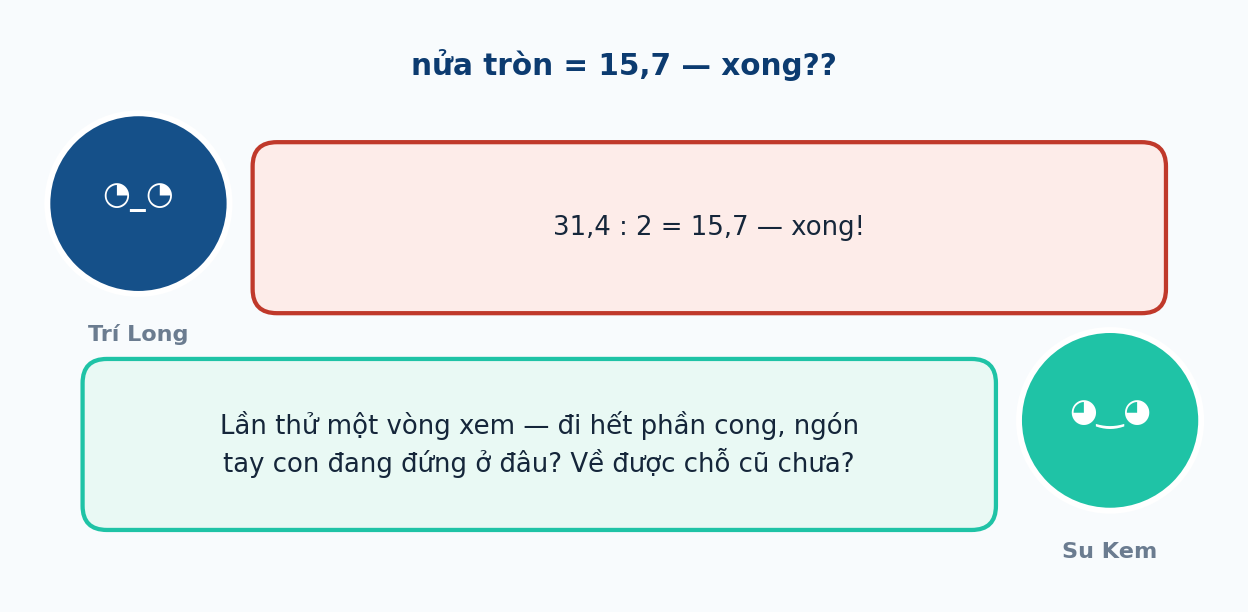 nửa tròn = 15,7 — xong??
◔_◔
31,4 : 2 = 15,7 — xong!
Trí Long
Lần thử một vòng xem — đi hết phần cong, ngón
tay con đang đứng ở đâu? Về được chỗ cũ chưa?
◕‿◕
Su Kem